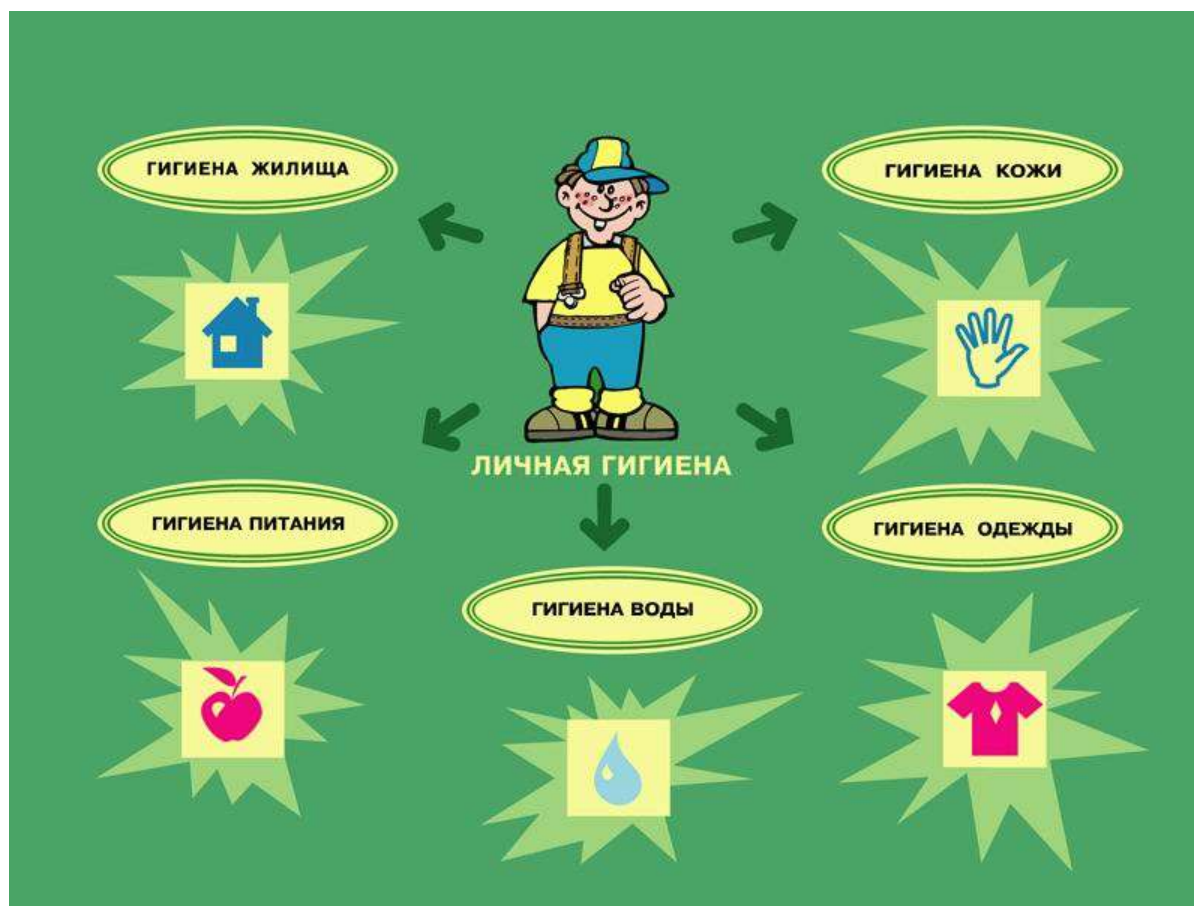 ГИГИЕНА ЖИЛИЩА
ГИГИЕНА КОЖИ
ЛИЧНАЯ ГИГИЕНА
ГИГИЕНА ПИТАНИЯ
ГИГИЕНА ОДЕЖДЫ
ГИГИЕНА ВОДЫ